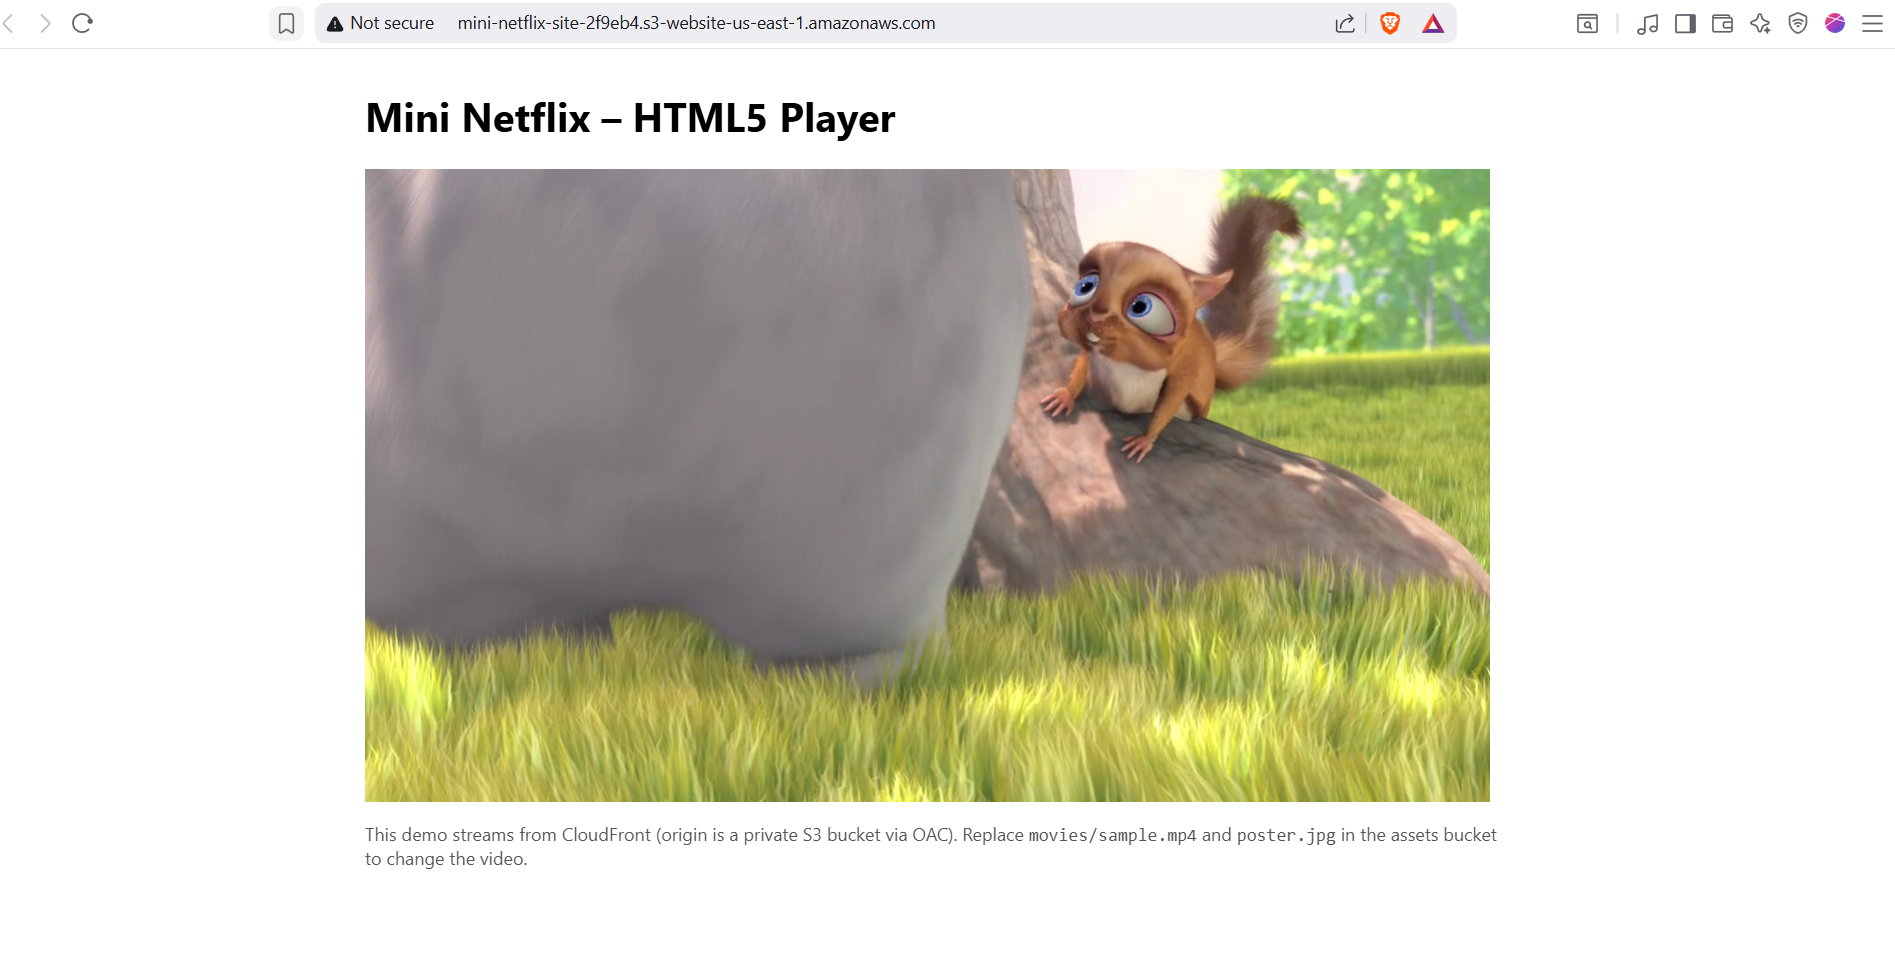 Not secure mini-netflix-site-2f9eb4.s3-website-us-east-1.amazonaws.com
Mini Netflix – HTML5 Player
This demo streams from CloudFront (origin is a private S3 bucket via OAC). Replace movies/sample.mp4 and poster.jpg in the assets bucket
to change the video.